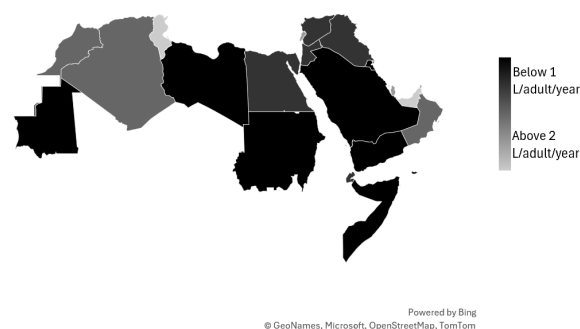 Below 1
L/adult/year
Above 2
L/adult/year
Powered by Bing
© GeoNames, Microsoft, OpenStreetMap, TomTom